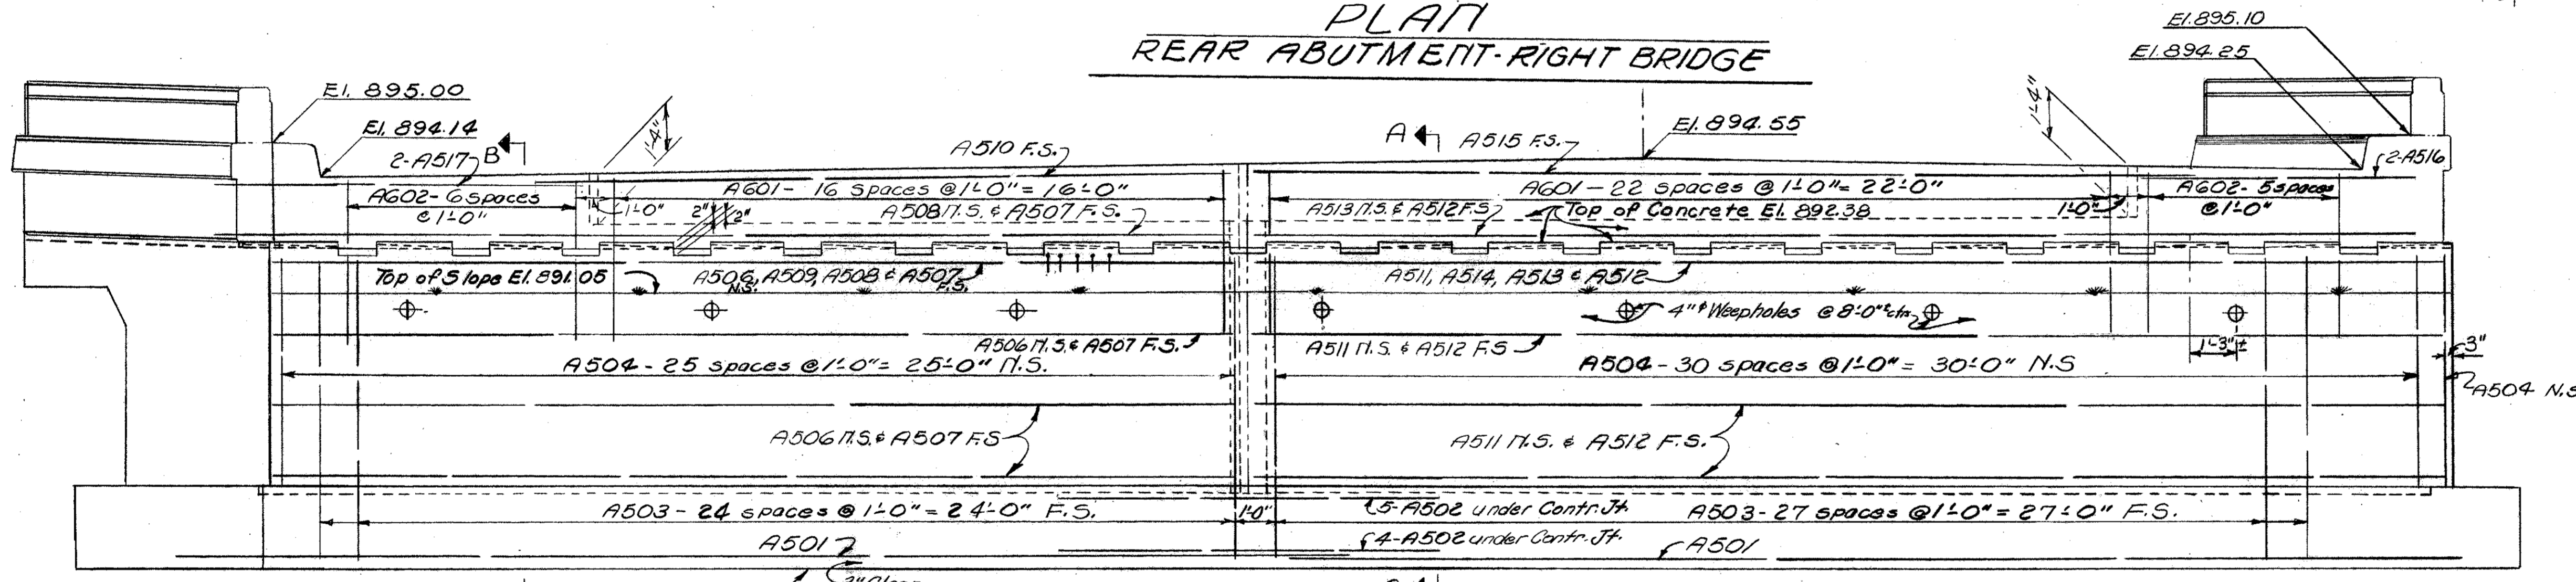 PLAN
REAR ABUTMENT-RIGHT BRIDGE
El. 895.10
El. 894.25
El. 895.00
El. 894.14
1'-4"
1'-4"
2-A517
B
A510 F.S.
A
A515 F.S.
El. 894.55
2-A516
A602-6 spaces
@ 1'-0"
A601- 16 spaces @ 1'-0" = 16'-0"
A601-22 spaces @ 1'-0" = 22'-0"
A602-5 spaces
@ 1'-0"
1'-0"
2"
2"
A508 N.S. & A507 F.S.
A513 N.S. & A512 F.S.
Top of Concrete El. 892.38
1'-0"
Top of Slope El. 891.05
A506, A509, A508 & A507
N.S.
F.S.
A511, A514, A513 & A512
4"ø Weepholes @ 8'-0"± ctrs
A506 N.S. & A507 F.S.
A511 N.S. & A512 F.S
1'-3"±
3"
A504 - 25 spaces @ 1'-0" = 25'-0" N.S.
A504 - 30 spaces @ 1'-0" = 30'-0" N.S
A504 N.S
A506 N.S. & A507 F.S
A511 N.S. & A512 F.S.
A503 - 24 spaces @ 1'-0" = 24'-0" F.S.
1'-0"
5-A502 under Contr. Jt.
A503-27 spaces @ 1'-0" = 27'-0" F.S.
A501
4-A502 under Contr. Jt.
A501